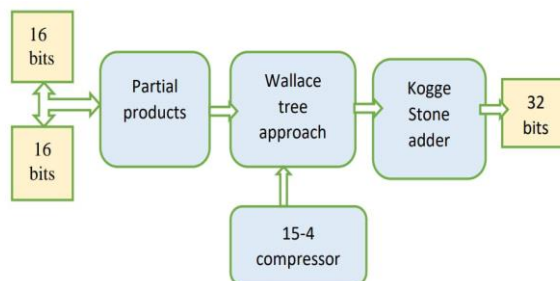 16
bits
16
bits
Partial
products
Wallace
tree
approach
Kogge
Stone
adder
32
bits
15-4
compressor